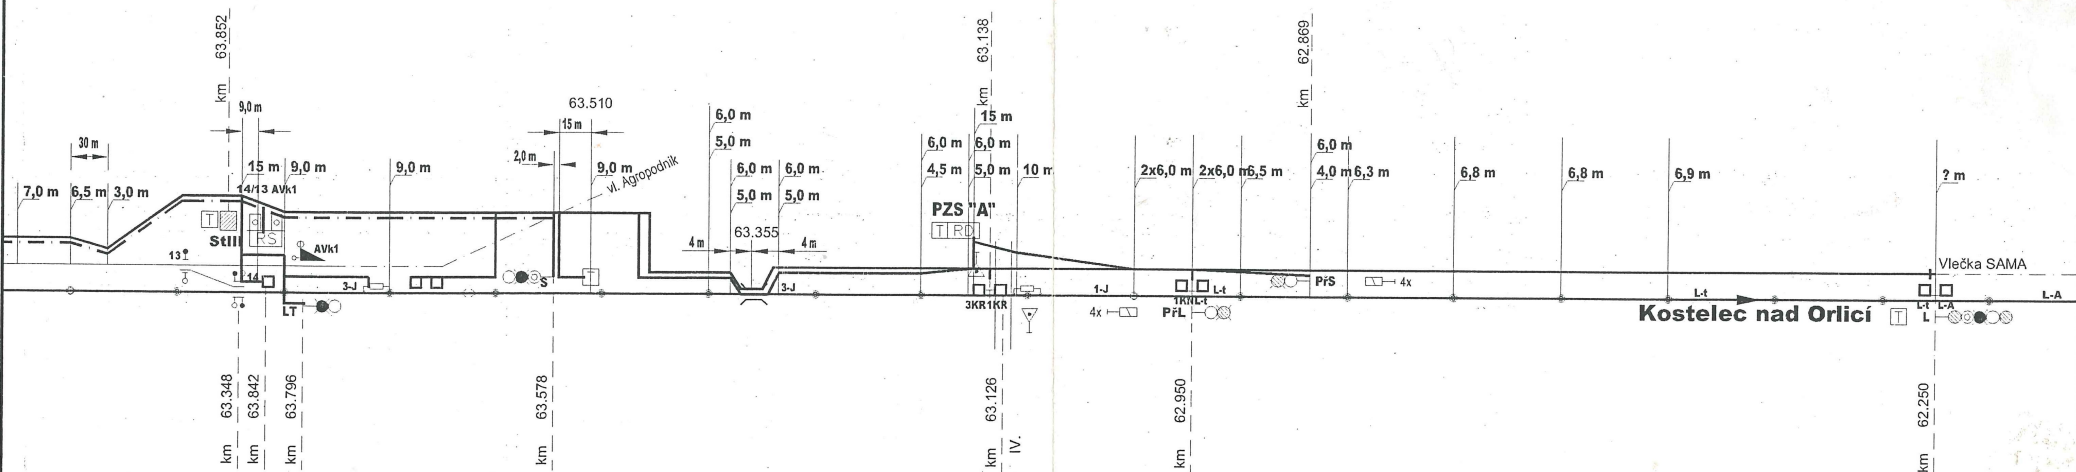 km 63.852
km 63.138
km 62.869
9,0 m
63.510
30 m
15 m
6,0 m
15 m
5,0 m
2,0 m
6,0 m
6,0 m
6,0 m
15 m
9,0 m
9,0 m
9,0 m
vl. Agropodnik
6,0 m
6,0 m
4,5 m
5,0 m
10 m
2x6,0 m
2x6,0 m
6,5 m
4,0 m
6,3 m
6,8 m
6,8 m
6,9 m
? m
7,0 m
6,5 m
3,0 m
14/13 AVk1
5,0 m
5,0 m
PZS "A"
T
StIII
RS
AVk1
T RD
63.355
4 m
4 m
13
14
3-J
S
T
3-J
1-J
L-t
PřS
4x
L-t
Vlečka SAMA
L-t
L-A
L-A
LT
3KR
1KR
4x
PřL
1KN
L-t
Kostelec nad Orlicí
T
L
km 63.348
km 63.842
km 63.796
km 63.578
km 63.126
IV.
km 62.950
km 62.250